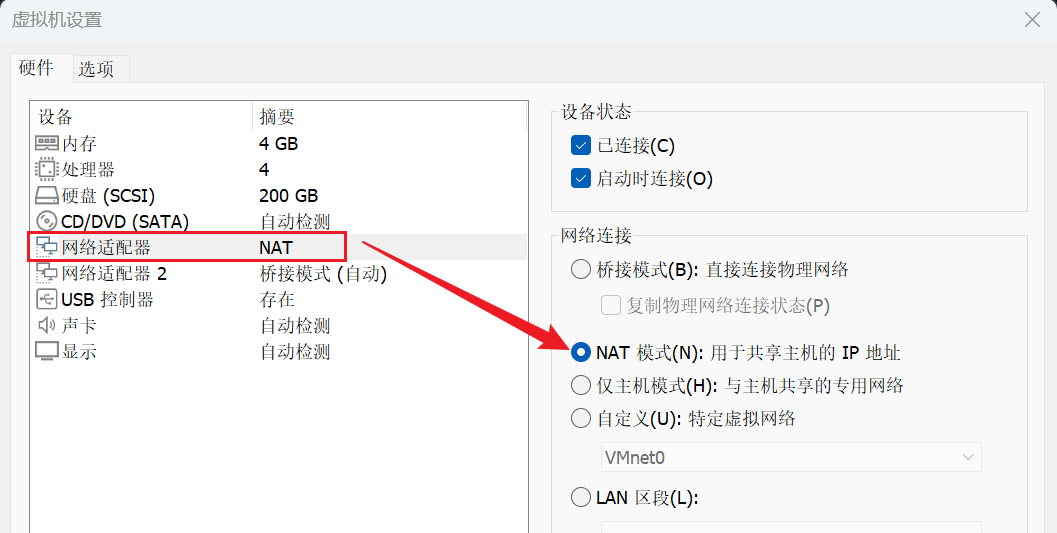 虚拟机设置
硬件 选项
设备 摘要
内存 4 GB
处理器 4
硬盘 (SCSI) 200 GB
CD/DVD (SATA) 自动检测
网络适配器 NAT
网络适配器 2 桥接模式 (自动)
USB 控制器 存在
声卡 自动检测
显示 自动检测
设备状态
已连接(C)
启动时连接(O)
网络连接
桥接模式(B): 直接连接物理网络
复制物理网络连接状态(P)
NAT 模式(N): 用于共享主机的 IP 地址
仅主机模式(H): 与主机共享的专用网络
自定义(U): 特定虚拟网络
VMnet0
LAN 区段(L):